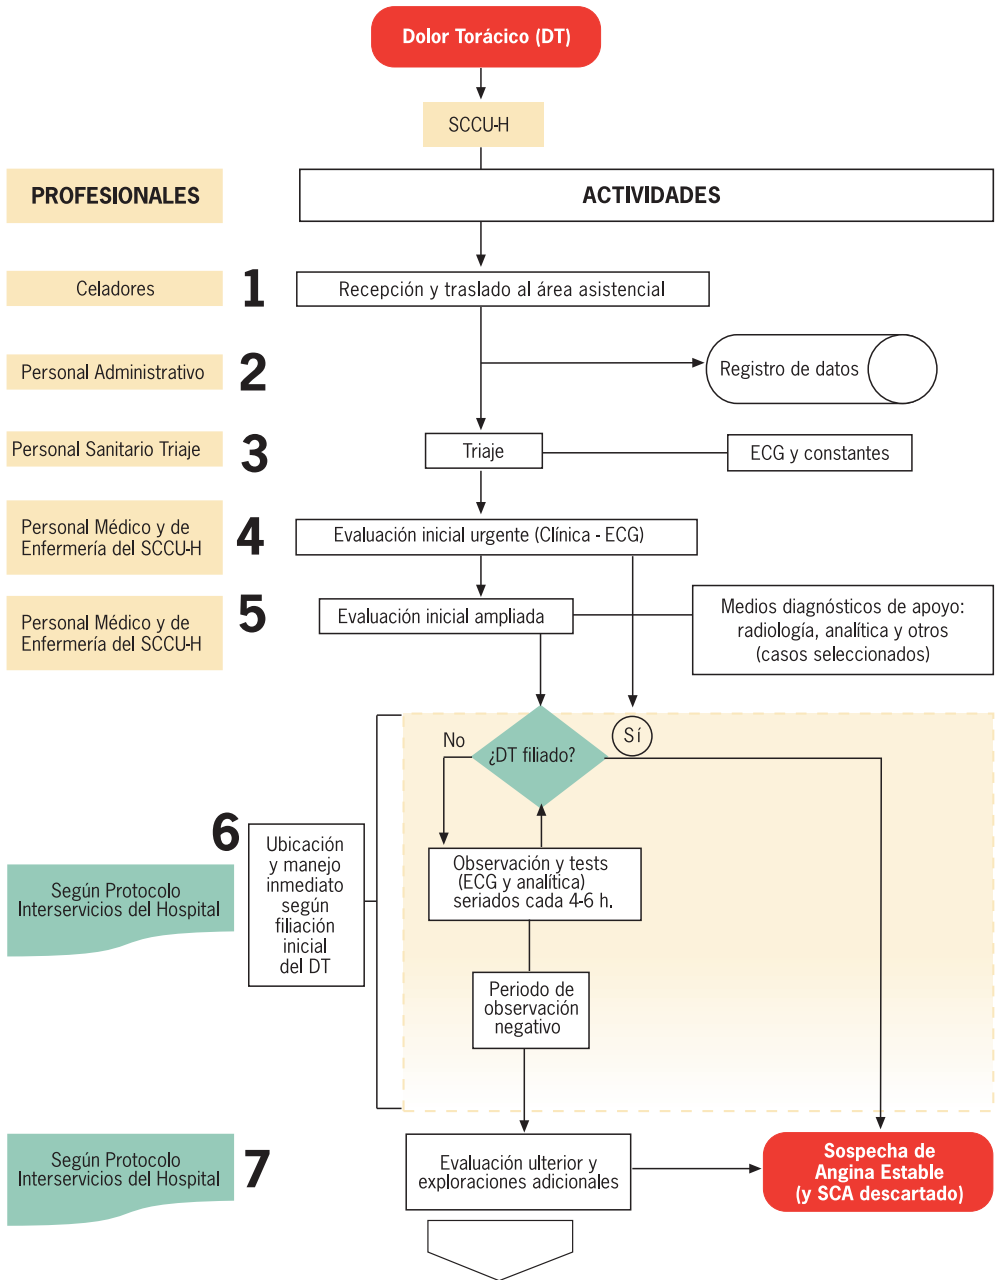 Dolor Torácico (DT)
SCCU-H
PROFESIONALES
ACTIVIDADES
Celadores
1
Recepción y traslado al área asistencial
Personal Administrativo
2
Registro de datos
Personal Sanitario Triaje
3
Triaje
ECG y constantes
Personal Médico y de
Enfermería del SCCU-H
4
Evaluación inicial urgente (Clínica - ECG)
Personal Médico y de
Enfermería del SCCU-H
5
Evaluación inicial ampliada
Medios diagnósticos de apoyo:
radiología, analítica y otros
(casos seleccionados)
No
¿DT filiado?
Sí
6
Ubicación
y manejo
inmediato
según
filiación
inicial
del DT
Según Protocolo
Interservicios del Hospital
Observación y tests
(ECG y analítica)
seriados cada 4-6 h.
Periodo de
observación
negativo
Según Protocolo
Interservicios del Hospital
7
Evaluación ulterior y
exploraciones adicionales
Sospecha de
Angina Estable
(y SCA descartado)